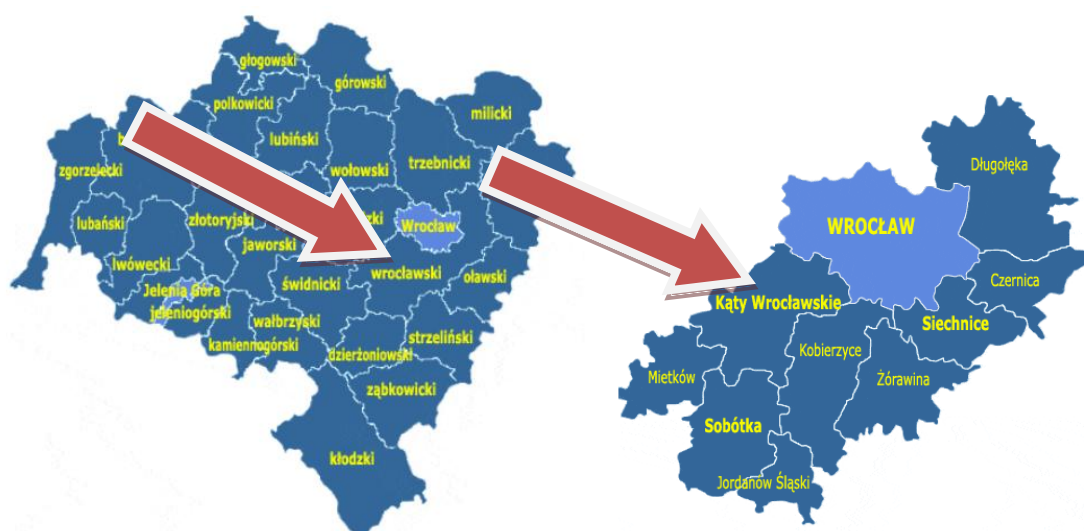 głogowski
górowski
polkowicki
milicki
lubiński
trzebnicki
zgorzelecki
wołowski
lubański
złotoryjski
Wrocław
jaworski
lwówecki
wrocławski
oławski
świdnicki
Jelenia Góra
jeleniogórski
wałbrzyski
strzeliński
kamiennogórski
dzierżoniowski
ząbkowicki
kłodzki
Długołęka
WROCŁAW
Czernica
Kąty Wrocławskie
Siechnice
Kobierzyce
Mietków
Żórawina
Sobótka
Jordanów Śląski